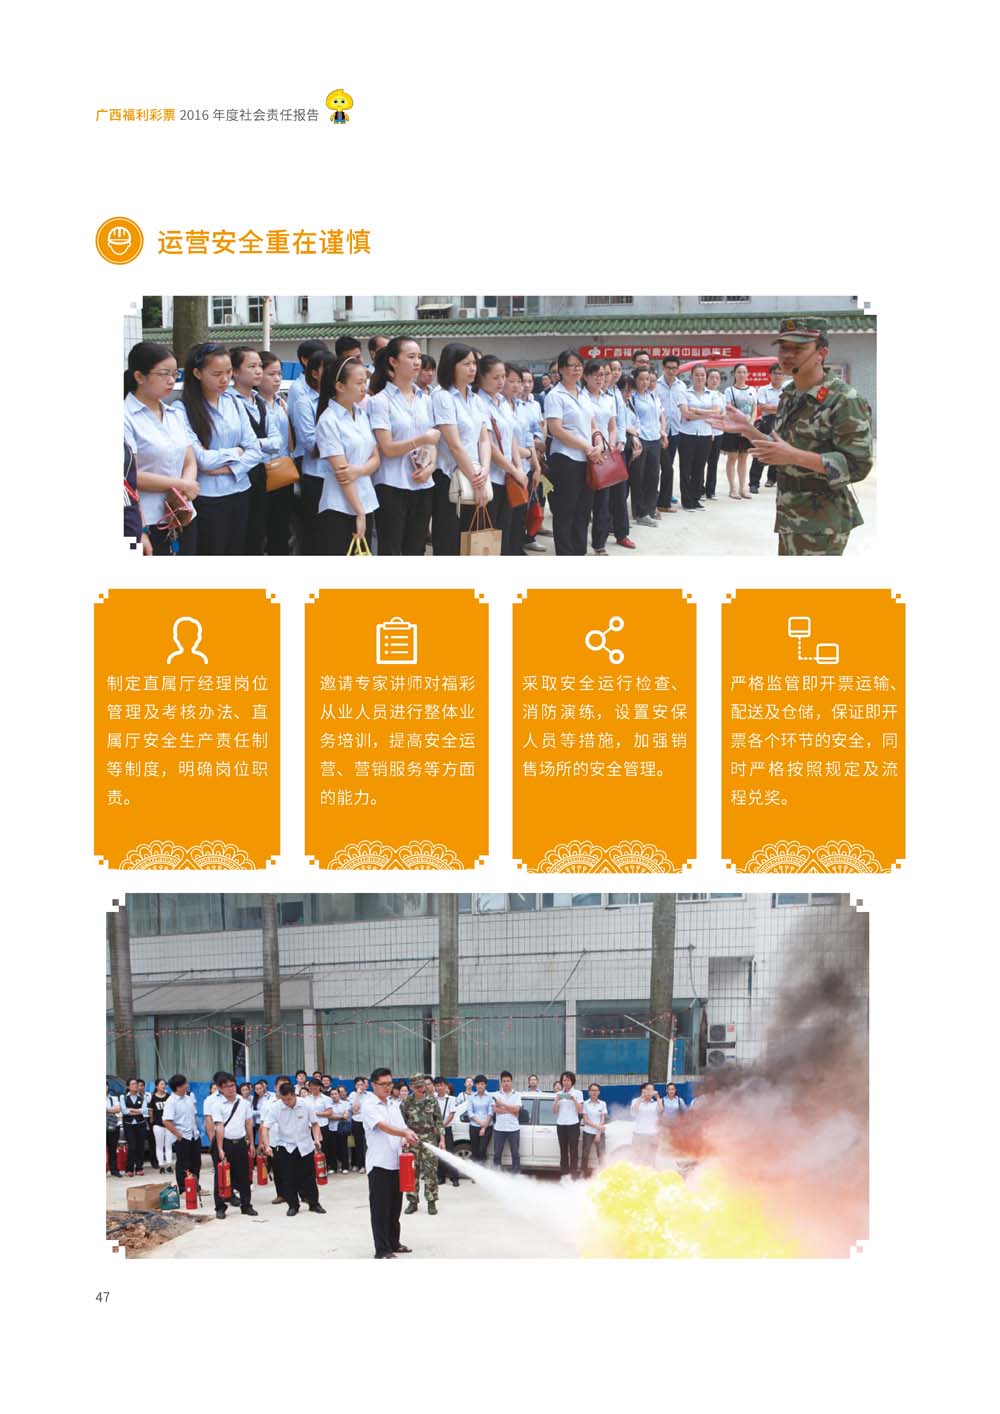 广西福利彩票 2016 年度社会责任报告
运营安全重在谨慎
制定直属厅经理岗位
管理及考核办法、直
属厅安全生产责任制
等制度，明确岗位职
责。
邀请专家讲师对福彩
从业人员进行整体业
务培训，提高安全运
营、营销服务等方面
的能力。
采取安全运行检查、
消防演练，设置安保
人员等措施，加强销
售场所的安全管理。
严格监管即开票运输、
配送及仓储，保证即开
票各个环节的安全，同
时严格按照规定及流
程兑奖。
47